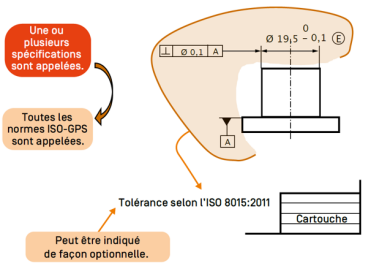 Une ou
plusieurs
spécifications
sont appelées.
Toutes les
normes ISO-GPS
sont appelées.
0
Ø 19,5 - 0,1 Ⓔ
⊥ Ø 0,1 A
A
Tolérance selon l'ISO 8015:2011
Cartouche
Peut être indiqué
de façon optionnelle.